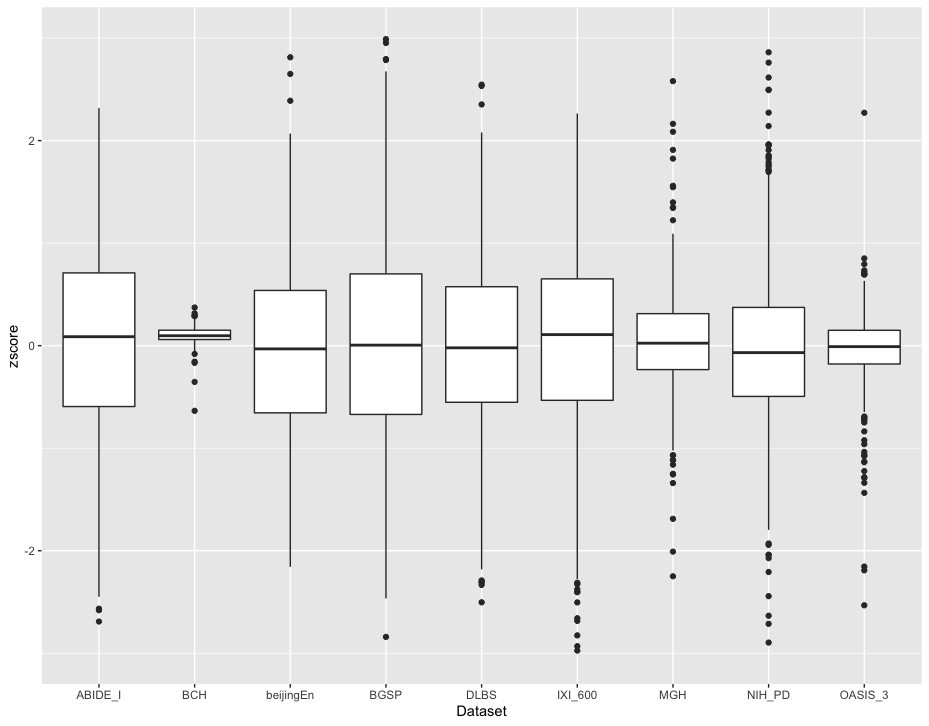 zscore
2
0
-2
ABIDE_I BCH beijingEn BGSP DLBS IXI_600 MGH NIH_PD OASIS_3
Dataset